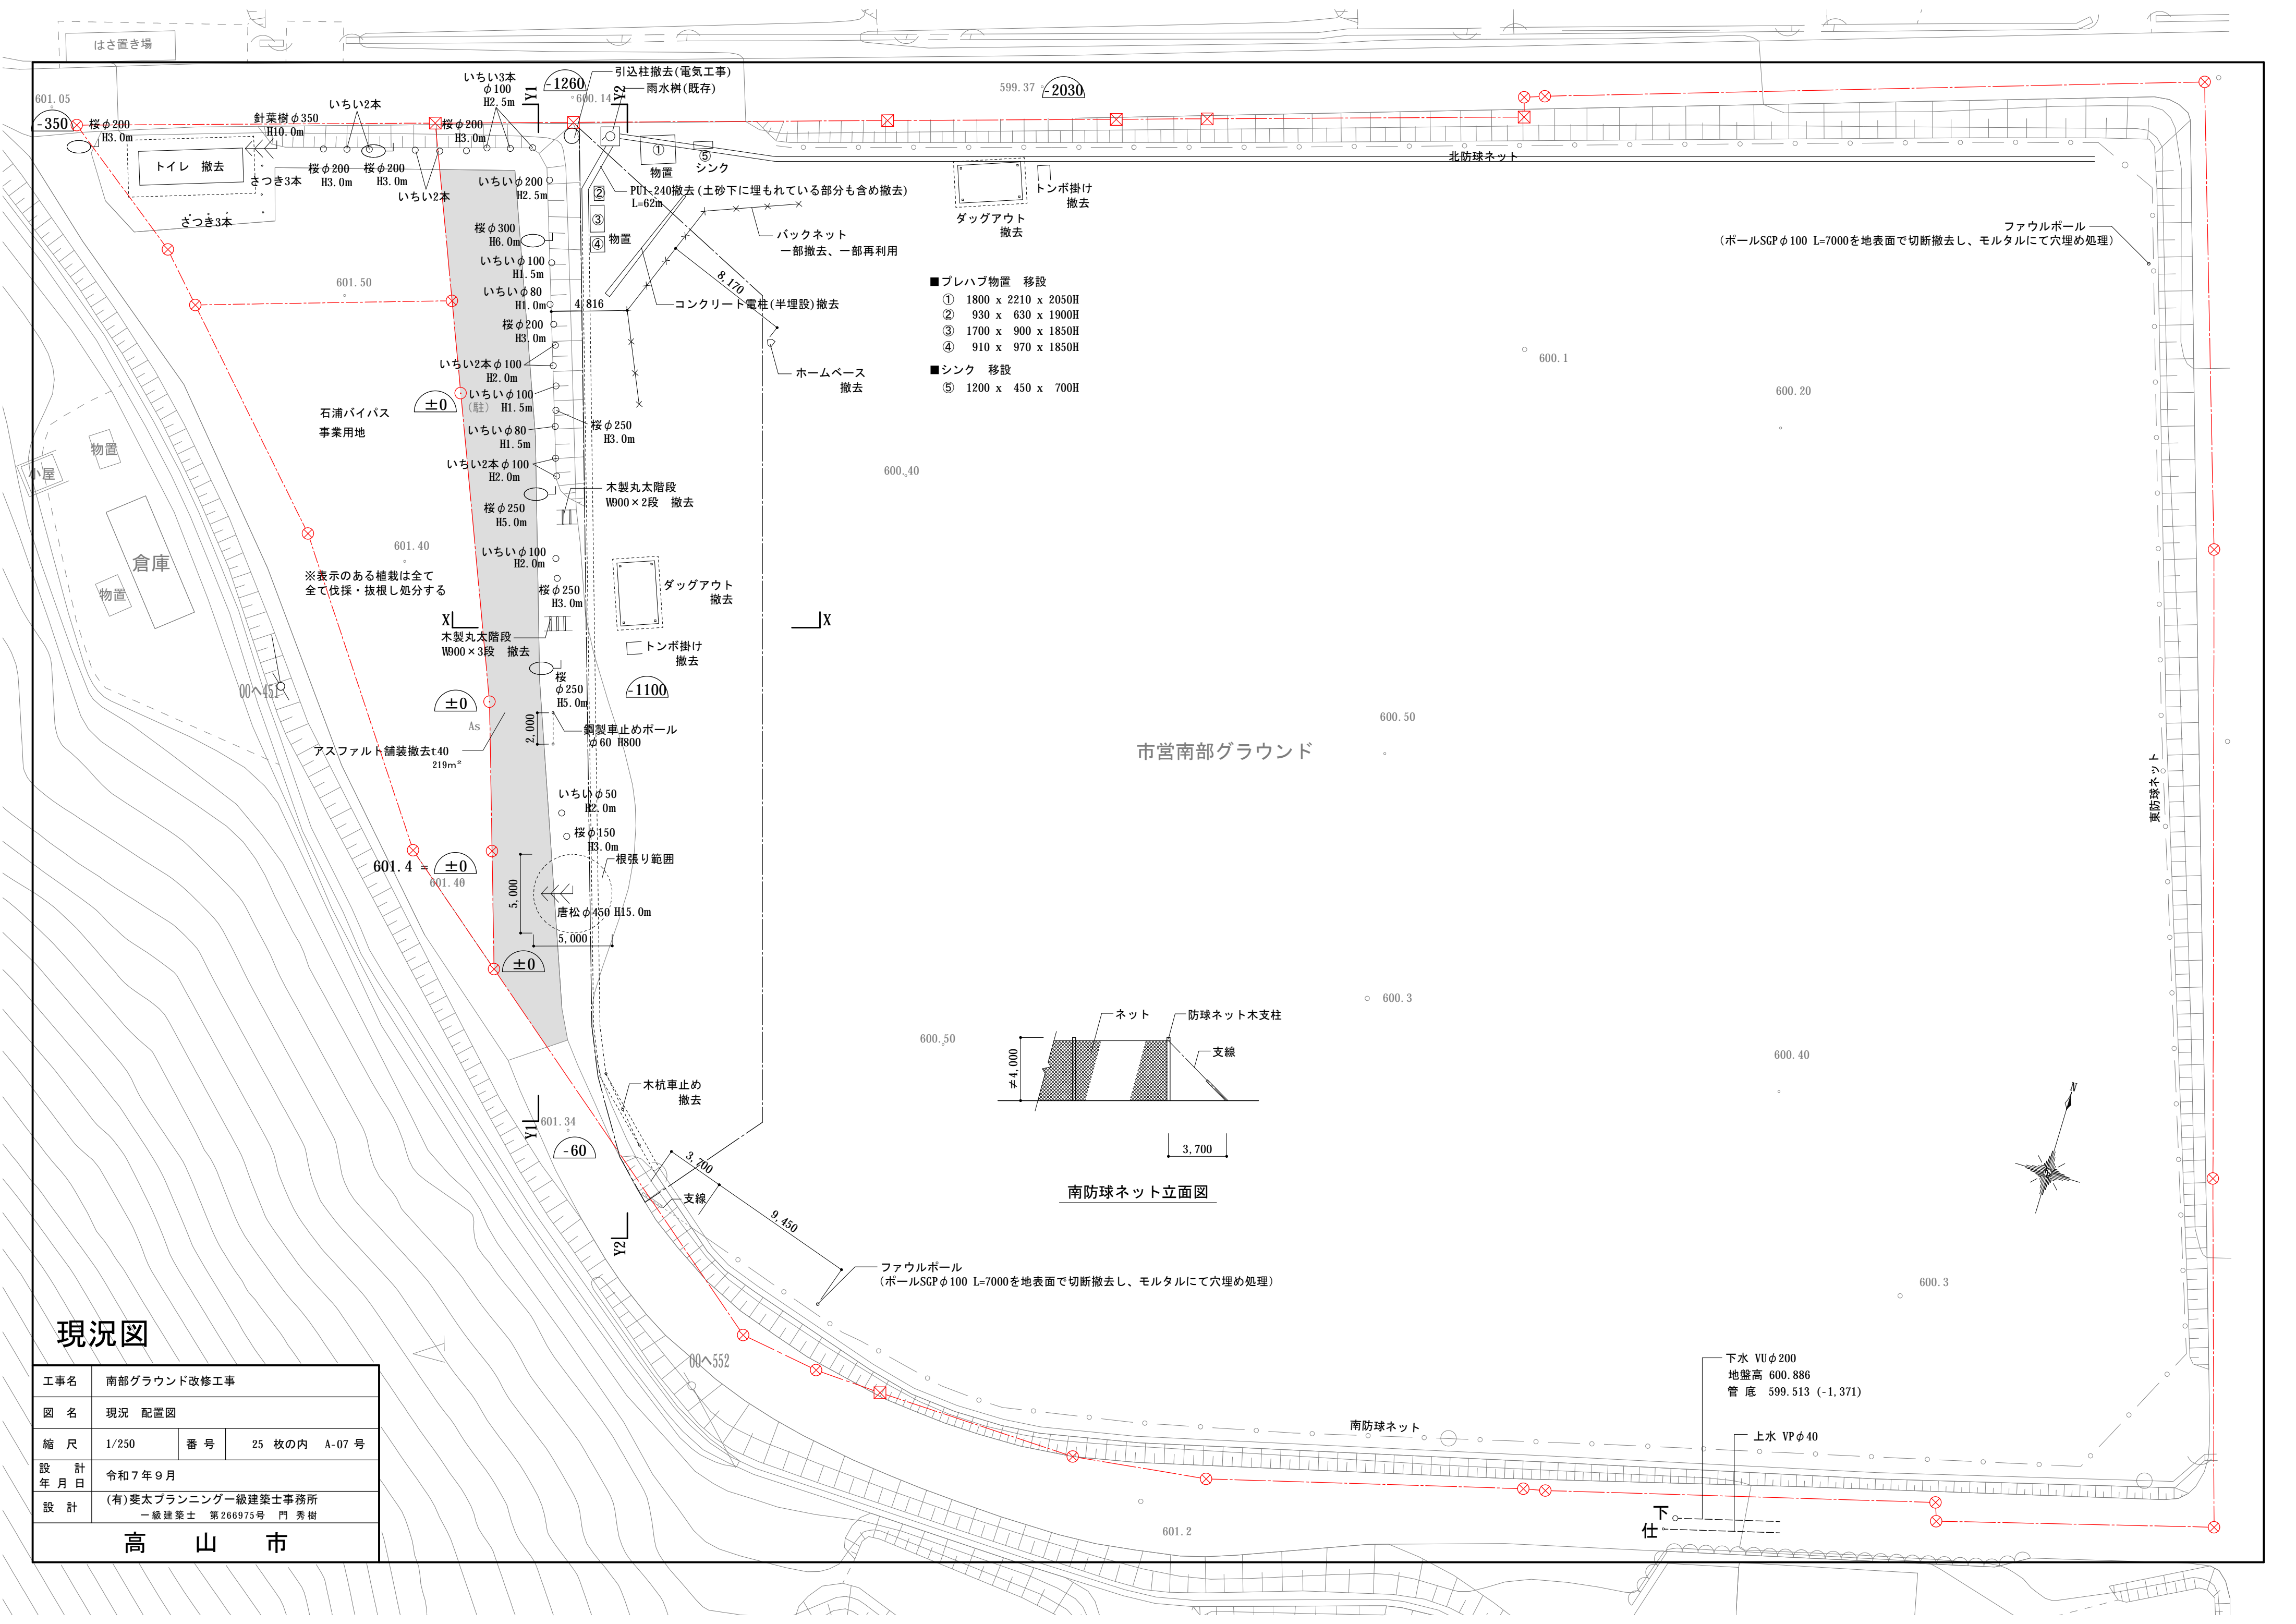 はさ置き場
601.05
-350
桜φ200
H3.0m
針葉樹φ350
H10.0m
いちい2本
いちい3本
φ100
H2.5m
桜φ200
H3.0m
Y1
-1260
600.14
Y2
引込柱撤去(電気工事)
雨水桝(既存)
599.37
-2030
トイレ 撤去
さつき3本
さつき3本
桜φ200
H3.0m
桜φ200
H3.0m
いちい2本
いちいφ200
H2.5m
①
物置
⑤
シンク
②
③
④
物置
PU1-240撤去(土砂下に埋もれている部分も含め撤去)
L=62m
バックネット
一部撤去、一部再利用
ダッグアウト
撤去
トンボ掛け
撤去
北防球ネット
ファウルポール
(ポールSGPφ100 L=7000を地表面で切断撤去し、モルタルにて穴埋め処理)
桜φ300
H6.0m
いちいφ100
H1.5m
いちいφ80
H1.0m
4,816
8,170
コンクリート電柱(半埋設)撤去
桜φ200
H3.0m
いちい2本φ100
H2.0m
いちいφ100
(駐) H1.5m
いちいφ80
H1.5m
いちい2本φ100
H2.0m
桜φ250
H3.0m
ホームベース
撤去
■プレハブ物置 移設
① 1800 x 2210 x 2050H
② 930 x 630 x 1900H
③ 1700 x 900 x 1850H
④ 910 x 970 x 1850H
■シンク 移設
⑤ 1200 x 450 x 700H
601.50
石浦バイパス
事業用地
±0
小屋
物置
倉庫
物置
601.40
※表示のある植栽は全て
全て伐採・抜根し処分する
木製丸太階段
W900×2段 撤去
桜φ250
H5.0m
いちいφ100
H2.0m
桜φ250
H3.0m
ダッグアウト
撤去
X
X
木製丸太階段
W900×3段 撤去
トンボ掛け
撤去
桜
φ250
H5.0m
-1100
00へ451
±0
As
2,000
鋼製車止めポール
φ60 H800
アスファルト舗装撤去t40
219m²
いちいφ50
H2.0m
桜φ150
H3.0m
根張り範囲
601.4 = ±0
601.40
5,000
唐松φ450 H15.0m
5,000
±0
600.1
600.20
600.40
600.50
市営南部グラウンド
東防球ネット
600.3
600.50
600.40
ネット
防球ネット木支柱
支線
≠4,000
3,700
南防球ネット立面図
N
木杭車止め
撤去
Y1
601.34
-60
3,700
支線
Y2
9,450
ファウルポール
(ポールSGPφ100 L=7000を地表面で切断撤去し、モルタルにて穴埋め処理)
600.3
00へ552
下水 VUφ200
地盤高 600.886
管 底 599.513 (-1,371)
上水 VPφ40
南防球ネット
601.2
下
仕
現況図
工事名 南部グラウンド改修工事
図 名 現況 配置図
縮 尺 1/250 番 号 25 枚の内 A-07 号
設 計
年 月 日 令和7年9月
設 計 (有)斐太プランニング一級建築士事務所
一級建築士 第266975号 門 秀樹
高 山 市